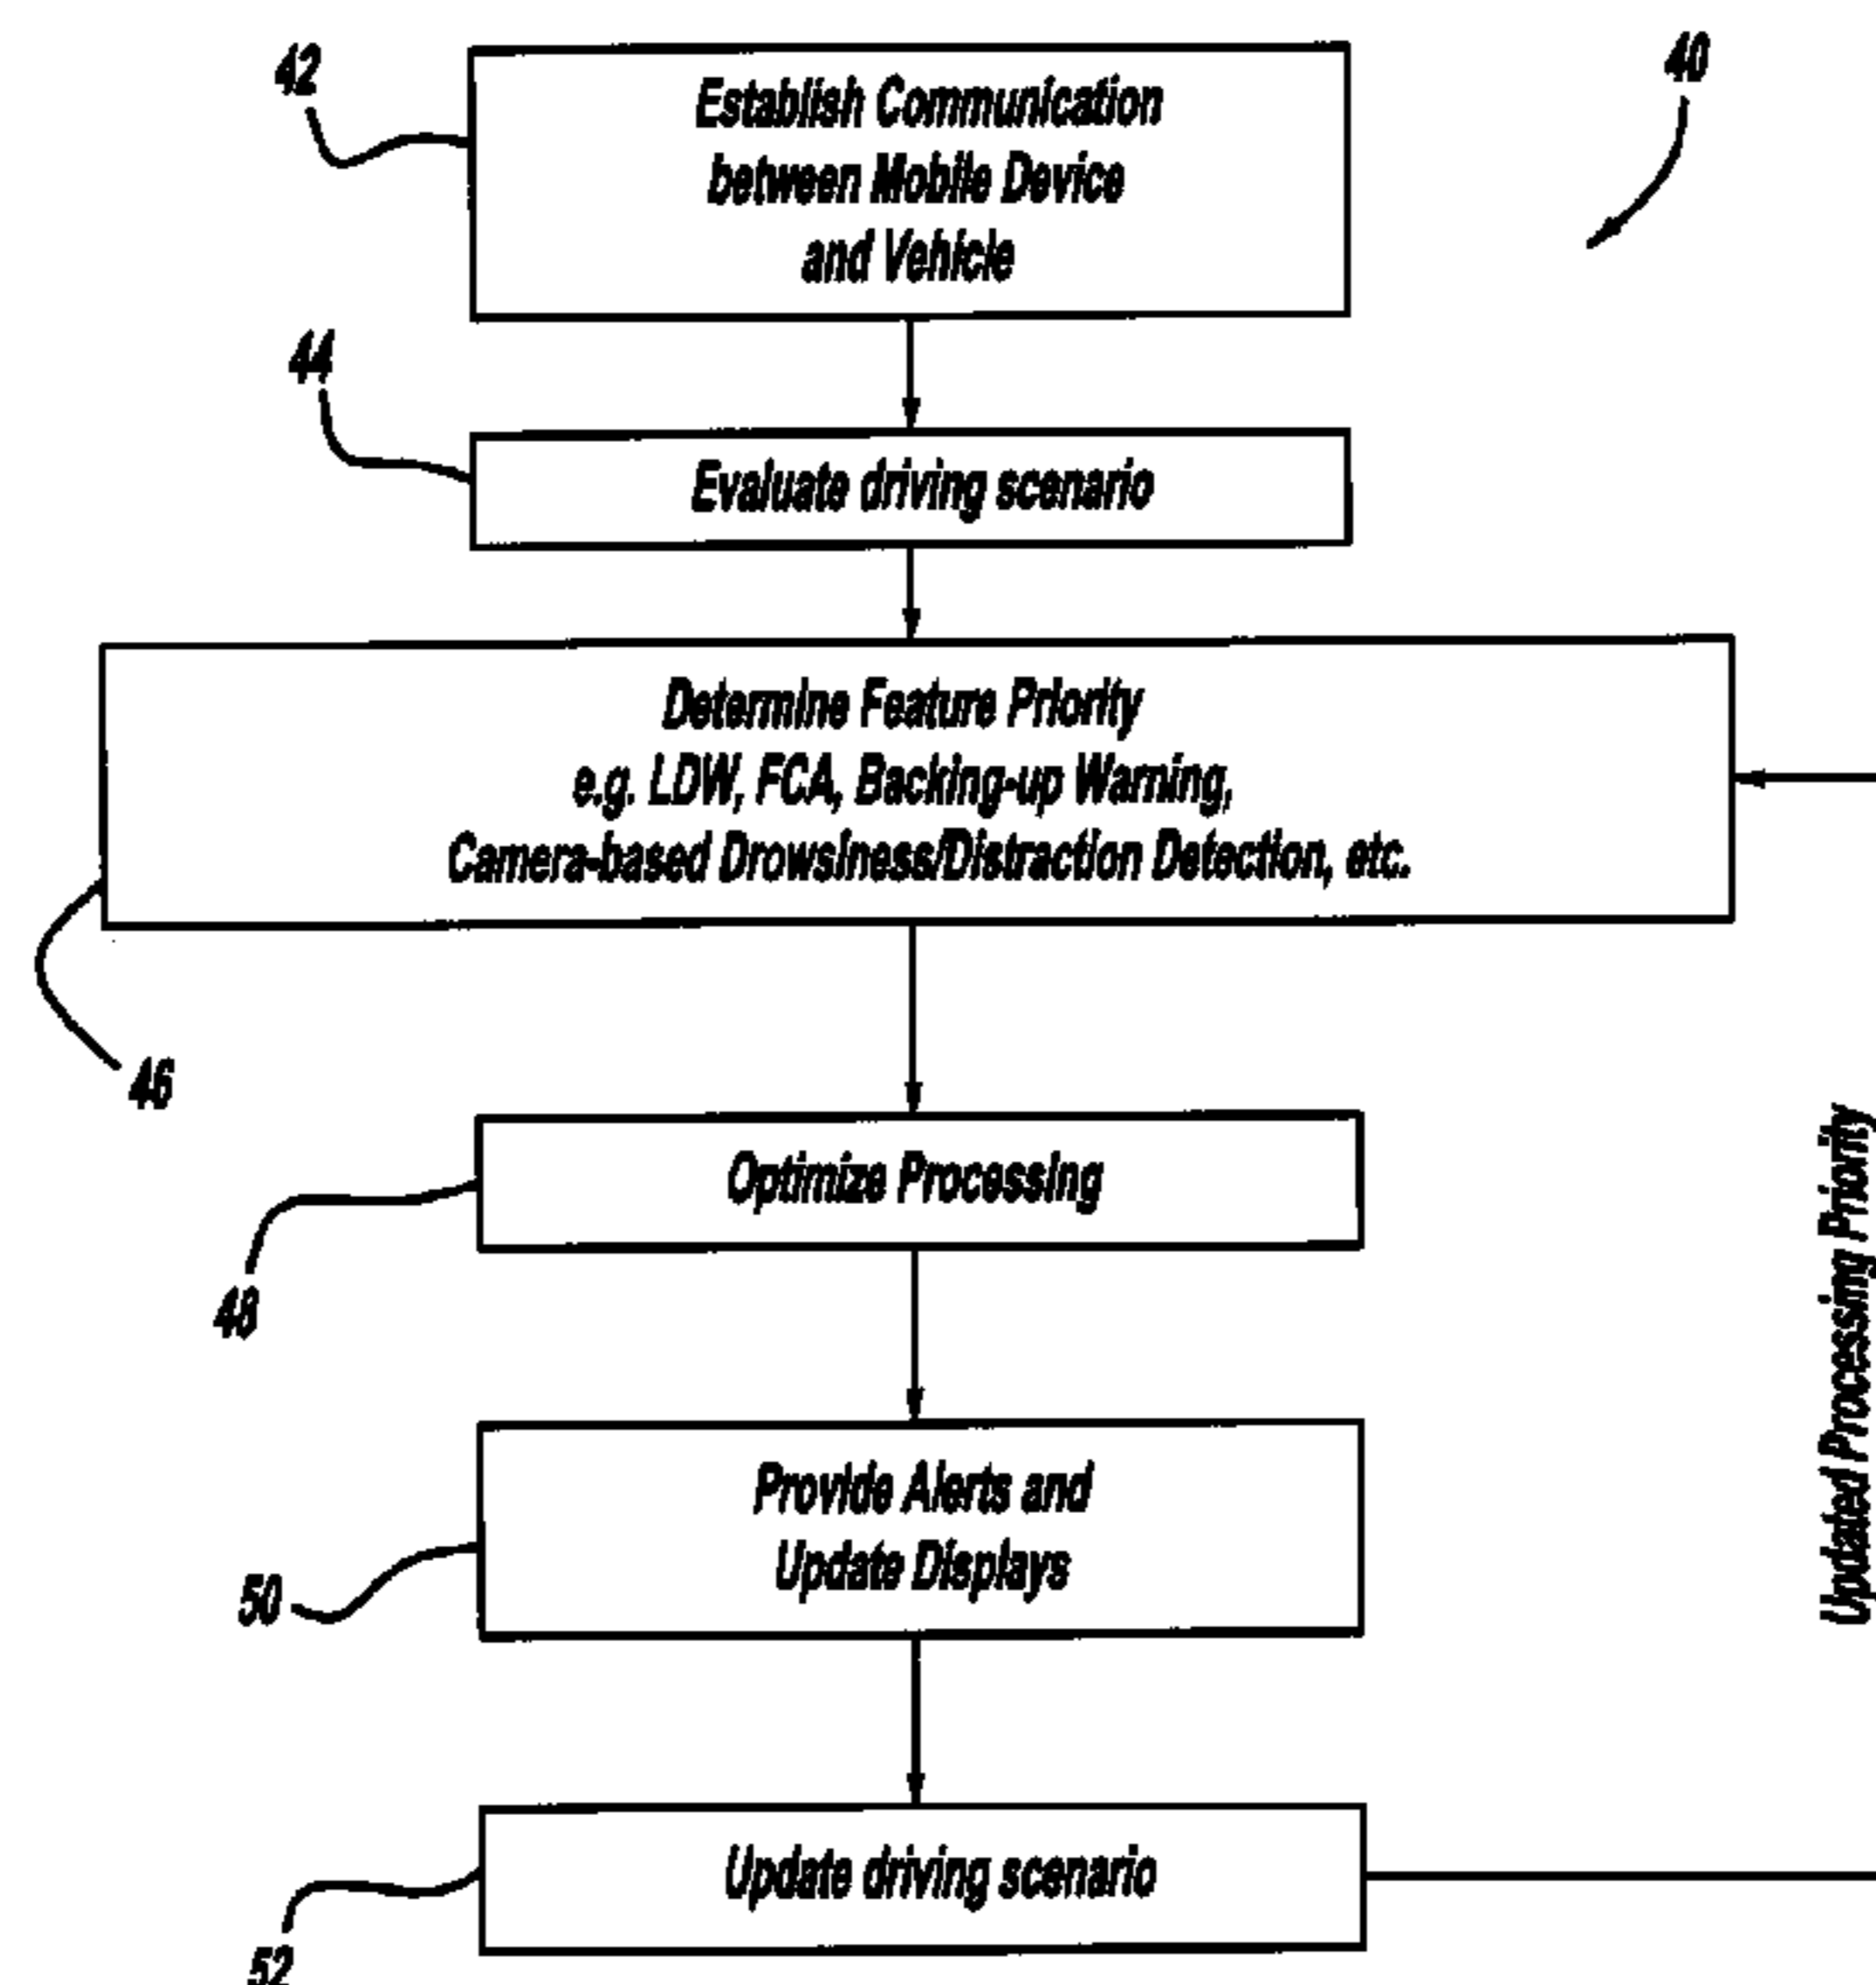 42
40
Establish Communication
between Mobile Device
and Vehicle
44
Evaluate driving scenario
Determine Feature Priority
e.g. LDW, FCA, Backing-up Warning,
Camera-based Drowsiness/Distraction Detection, etc.
46
Optimize Processing
48
Updated Processing Priority
Provide Alerts and
Update Displays
50
Update driving scenario
52